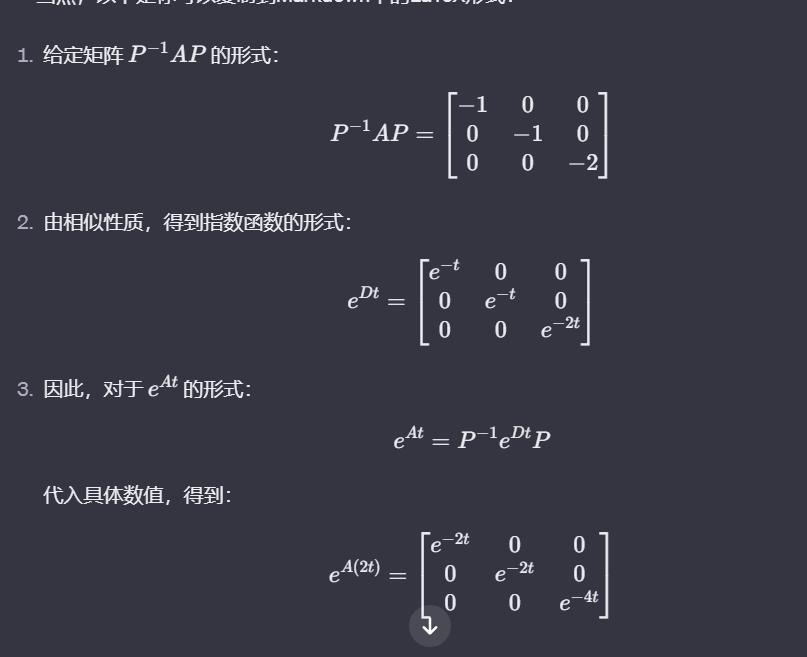 1. 给定矩阵 $P^{-1}AP$ 的形式：
$$P^{-1}AP = \begin{bmatrix} -1 & 0 & 0 \\ 0 & -1 & 0 \\ 0 & 0 & -2 \end{bmatrix}$$
2. 由相似性质，得到指数函数的形式：
$$e^{Dt} = \begin{bmatrix} e^{-t} & 0 & 0 \\ 0 & e^{-t} & 0 \\ 0 & 0 & e^{-2t} \end{bmatrix}$$
3. 因此，对于 $e^{At}$ 的形式：
$$e^{At} = P^{-1}e^{Dt}P$$
代入具体数值，得到：
$$e^{A(2t)} = \begin{bmatrix} e^{-2t} & 0 & 0 \\ 0 & e^{-2t} & 0 \\ 0 & 0 & e^{-4t} \end{bmatrix}$$